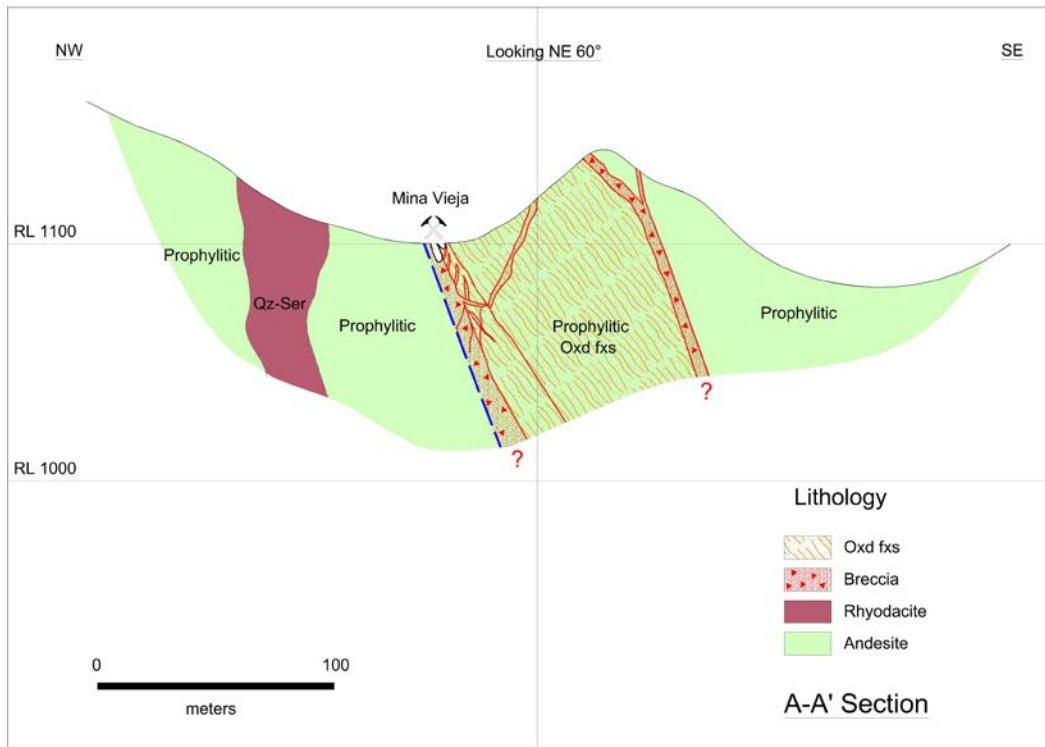 NW
Looking NE 60°
SE
Mina Vieja
RL 1100
Prophylitic
Qz-Ser
Prophylitic
Prophylitic
Oxd fxs
Prophylitic
?
?
RL 1000
Lithology
Oxd fxs
Breccia
Rhyodacite
Andesite
0
100
meters
A-A' Section